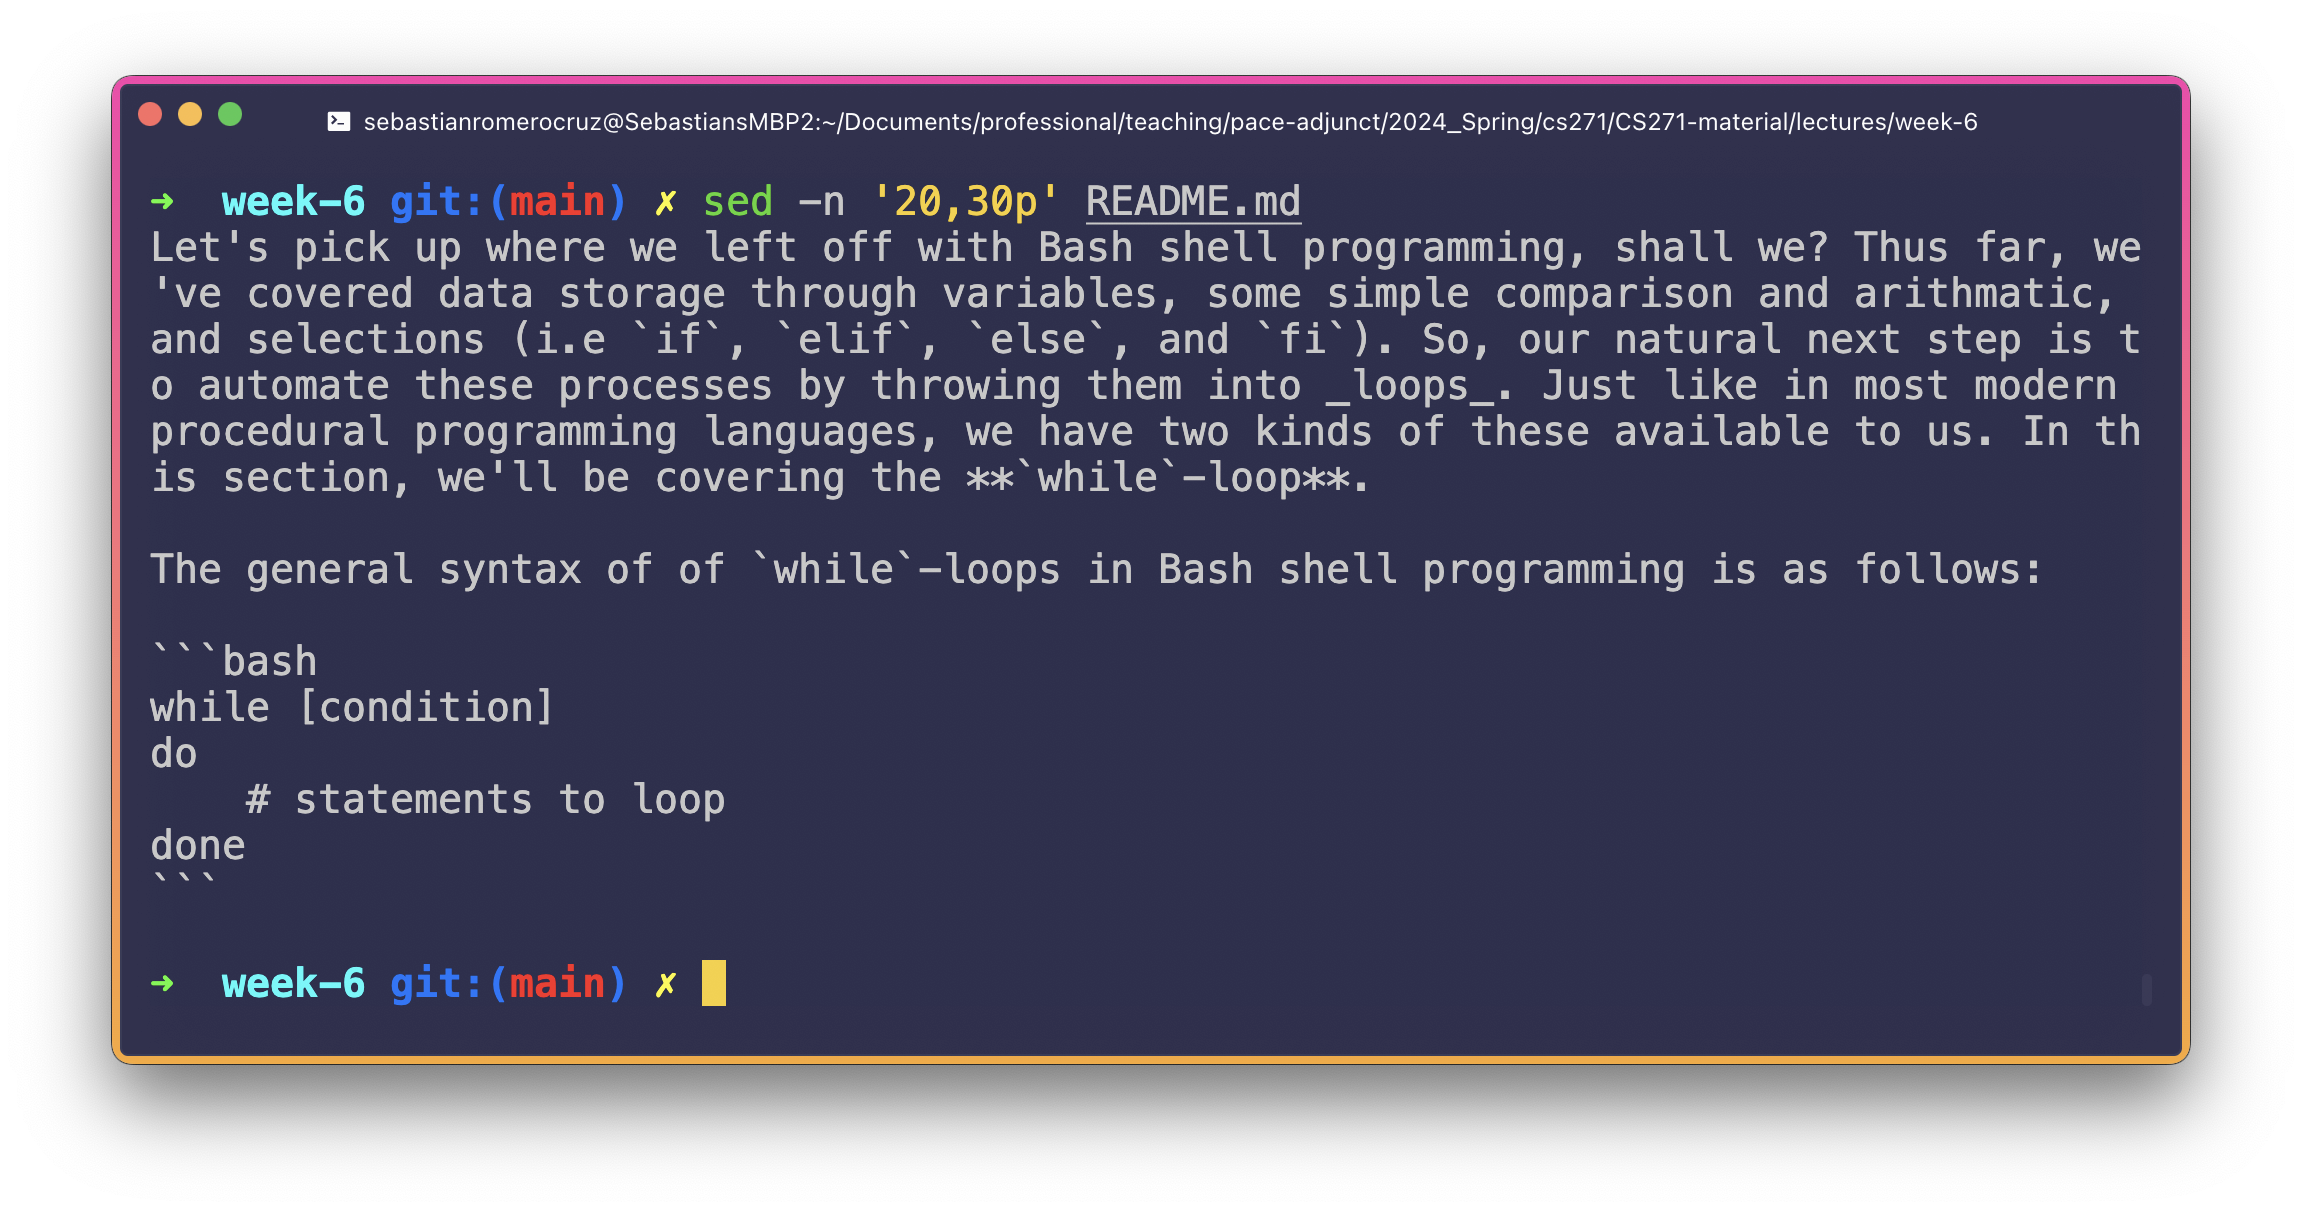 sebastianromerocruz@SebastiansMBP2:~/Documents/professional/teaching/pace-adjunct/2024_Spring/cs271/CS271-material/lectures/week-6
➜  week-6 git:(main) ✗ sed -n '20,30p' README.md
Let's pick up where we left off with Bash shell programming, shall we? Thus far, we
've covered data storage through variables, some simple comparison and arithmatic,
and selections (i.e `if`, `elif`, `else`, and `fi`). So, our natural next step is t
o automate these processes by throwing them into _loops_. Just like in most modern
procedural programming languages, we have two kinds of these available to us. In th
is section, we'll be covering the **`while`-loop**.

The general syntax of of `while`-loops in Bash shell programming is as follows:

```bash
while [condition]
do
    # statements to loop
done
```

➜  week-6 git:(main) ✗